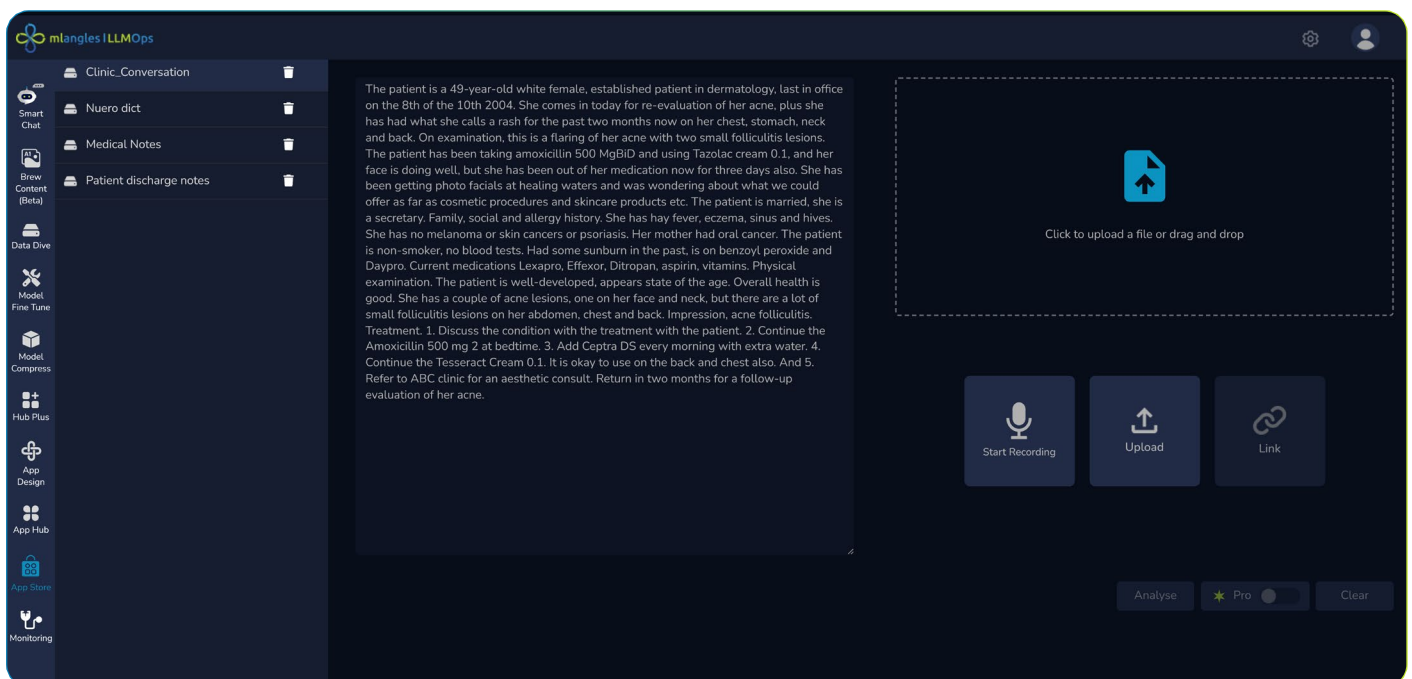 mlangles | LLMOps
Smart
Chat
Brew
Content
(Beta)
Data Dive
Model
Fine Tune
Model
Compress
Hub Plus
App
Design
App Hub
App Store
Monitoring
Clinic_Conversation
Nuero dict
Medical Notes
Patient discharge notes
The patient is a 49-year-old white female, established patient in dermatology, last in office
on the 8th of the 10th 2004. She comes in today for re-evaluation of her acne, plus she
has had what she calls a rash for the past two months now on her chest, stomach, neck
and back. On examination, this is a flaring of her acne with two small folliculitis lesions.
The patient has been taking amoxicillin 500 MgBiD and using Tazolac cream 0.1, and her
face is doing well, but she has been out of her medication now for three days also. She has
been getting photo facials at healing waters and was wondering about what we could
offer as far as cosmetic procedures and skincare products etc. The patient is married, she is
a secretary. Family, social and allergy history. She has hay fever, eczema, sinus and hives.
She has no melanoma or skin cancers or psoriasis. Her mother had oral cancer. The patient
is non-smoker, no blood tests. Had some sunburn in the past, is on benzoyl peroxide and
Daypro. Current medications Lexapro, Effexor, Ditropan, aspirin, vitamins. Physical
examination. The patient is well-developed, appears state of the age. Overall health is
good. She has a couple of acne lesions, one on her face and neck, but there are a lot of
small folliculitis lesions on her abdomen, chest and back. Impression, acne folliculitis.
Treatment. 1. Discuss the condition with the treatment with the patient. 2. Continue the
Amoxicillin 500 mg 2 at bedtime. 3. Add Ceptra DS every morning with extra water. 4.
Continue the Tesseract Cream 0.1. It is okay to use on the back and chest also. And 5.
Refer to ABC clinic for an aesthetic consult. Return in two months for a follow-up
evaluation of her acne.
Click to upload a file or drag and drop
Start Recording
Upload
Link
Analyse
Pro
Clear